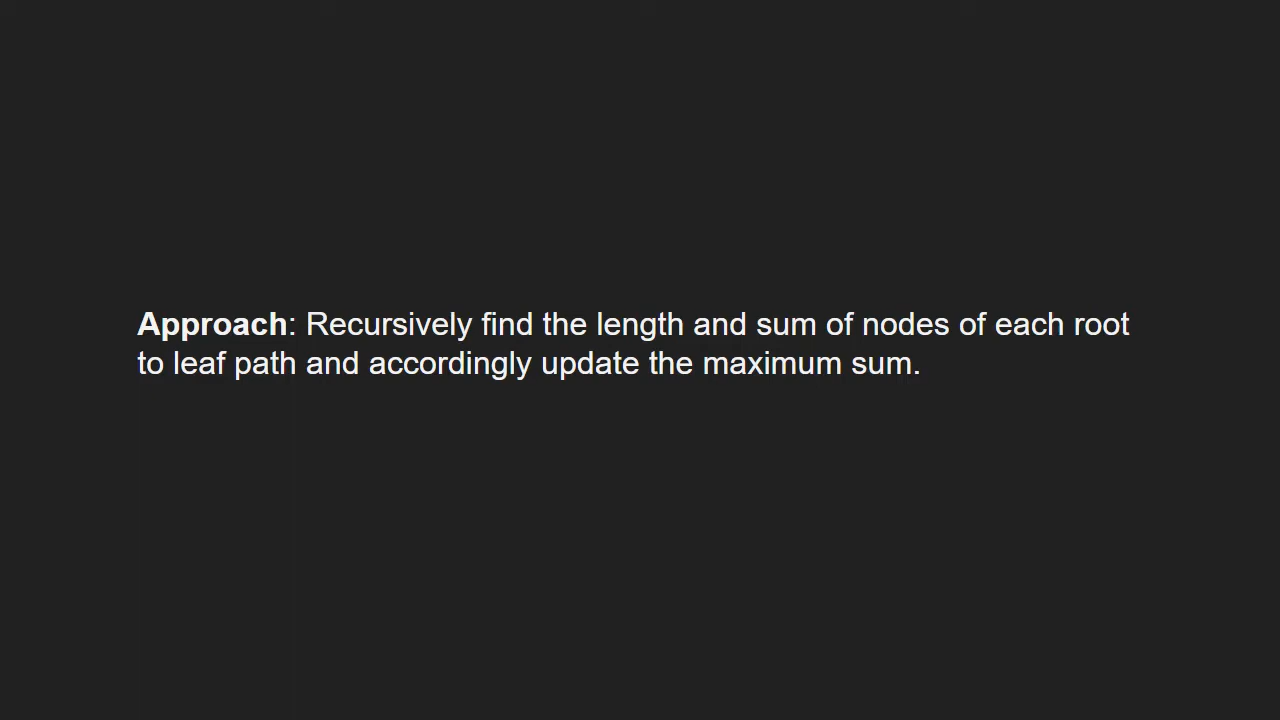 Approach: Recursively find the length and sum of nodes of each root
to leaf path and accordingly update the maximum sum.